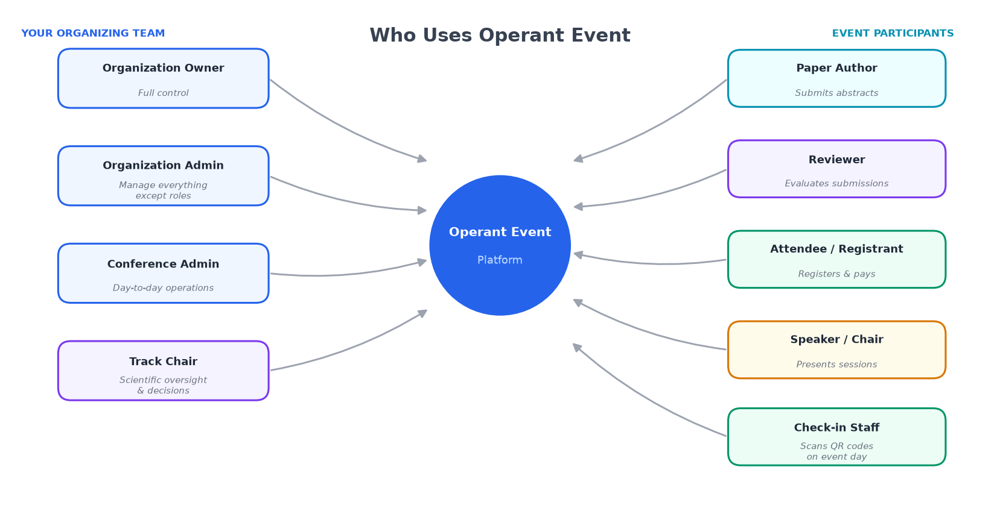 Who Uses Operant Event
YOUR ORGANIZING TEAM
Organization Owner
Full control
Organization Admin
Manage everything
except roles
Conference Admin
Day-to-day operations
Track Chair
Scientific oversight
& decisions
Operant Event
Platform
EVENT PARTICIPANTS
Paper Author
Submits abstracts
Reviewer
Evaluates submissions
Attendee / Registrant
Registers & pays
Speaker / Chair
Presents sessions
Check-in Staff
Scans QR codes
on event day